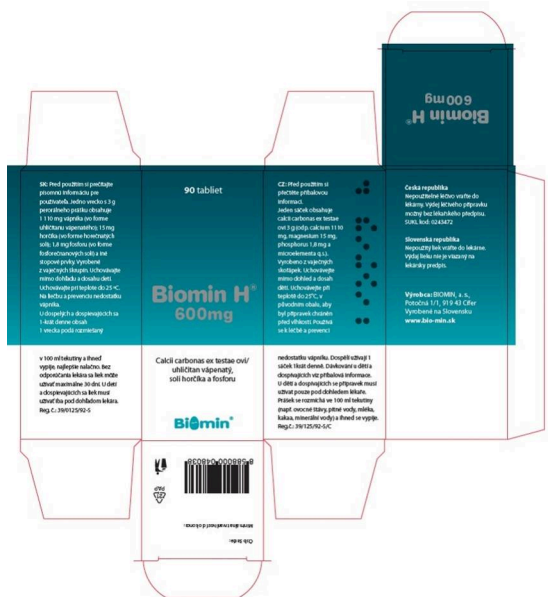 Biomin H®
600 mg
SK: Pred použitím si prečítajte
písomnú informáciu pre
používateľa. Jedno vrecko s 3 g
perorálneho prášku obsahuje
1 110 mg vápnika (vo forme
uhličitanu vápenatého); 15 mg
horčíka (vo forme horečnatých
solí); 1,8 mg fosforu (vo forme
fosforečnanových solí) a iné
stopové prvky. Vyrobené
z vaječných škrupín. Uchovávajte
mimo dohľadu a dosahu detí.
Uchovávajte pri teplote do 25 °C.
Na liečbu a prevenciu nedostatku
vápnika.
U dospelých a dospievajúcich sa
1-krát denne obsah
1 vrecka podá rozmiešaný
v 100 ml tekutiny a ihneď
vypije, najlepšie nalačno. Bez
odporúčania lekára sa liek môže
užívať maximálne 30 dní. U detí
a dospievajúcich sa liek musí
užívať iba pod dohľadom lekára.
Reg. č.: 39/0125/92-S
90 tabliet
Biomin H®
600mg
Calcii carbonas ex testae ovi/
uhličitan vápenatý,
soli horčíka a fosforu
Biomin®
CZ: Před použitím si
přečtěte příbalovou
informaci.
Jeden sáček obsahuje
calcii carbonas ex testae
ovi 3 g (odp. calcium 1110
mg, magnesium 15 mg,
phosphorus 1,8 mg a
microelementa q.s.).
Vyrobeno z vaječných
skořápek. Uchovávejte
mimo dohled a dosah
dětí. Uchovávejte při
teplotě do 25°C, v
původním obalu, aby
byl přípravek chráněn
před vlhkostí. Používá
se k léčbě a prevenci
nedostatku vápníku. Dospělí užívají 1
sáček 1krát denně. Dávkování u dětí a
dospívajících viz příbalová informace.
U dětí a dospívajících se přípravek musí
užívat pouze pod dohledem lékaře.
Prášek se rozmíchá ve 100 ml tekutiny
(např. ovocné šťávy, pitné vody, mléka,
kakaa, minerální vody) a ihned se vypije.
Reg.č.: 39/125/92-S/C
Česká republika
Nepoužitelné léčivo vraťte do
lékárny. Výdej léčivého přípravku
možný bez lékařského předpisu.
SUKL kod: 0243472
Slovenská republika
Nepoužitý liek vráťte do lekárne.
Výdaj lieku nie je viazaný na
lekársky predpis.
Výrobca: BIOMIN, a. s.,
Potočná 1/1, 919 43 Cífer
Vyrobené na Slovensku
www.bio-min.sk
PAP